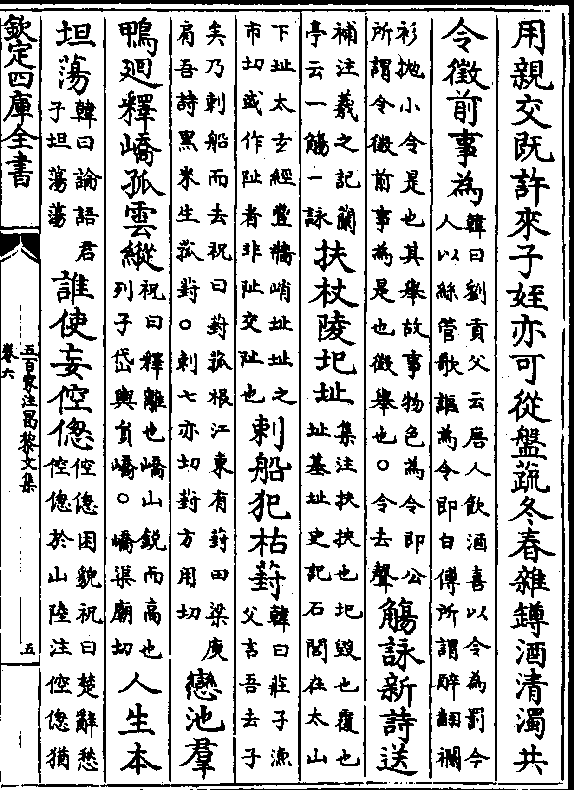 用親交既許來子姪亦可從盤蔬冬春雜罇酒清濁共
令徵前事為韓曰劉貢父云唐人飲酒喜以令為罰今人以絲管歌謳為令即白傅所謂醉翻襴
衫拋小令是也其舉故事物色為令即公所謂令徵前事為是也徵舉也○令去聲觴詠新詩送
補注羲之記蘭亭云一觴一詠扶杖陵圯址集注扶挾也圯毀也覆也址基址史記石閭在太山
下址太玄經豐牆峭址址之市切或作阯者非阯交阯也刺船犯枯葑韓曰莊子漁父言吾去子
矣乃刺船而去祝曰葑菰根江東有葑田梁庾肩吾詩黑米生菰葑○刺七亦切葑方用切戀池羣
鴨廻釋嶠孤雲縱祝曰釋離也嶠山鋭而高也列子岱輿員嶠○嶠渠廟切人生本
坦蕩韓曰論語君子坦蕩蕩誰使妄倥傯倥傯困貌祝曰楚辭愁倥傯於山陸注倥傯猶
欽定四庫全書
五百家注昌黎文集
卷六
五